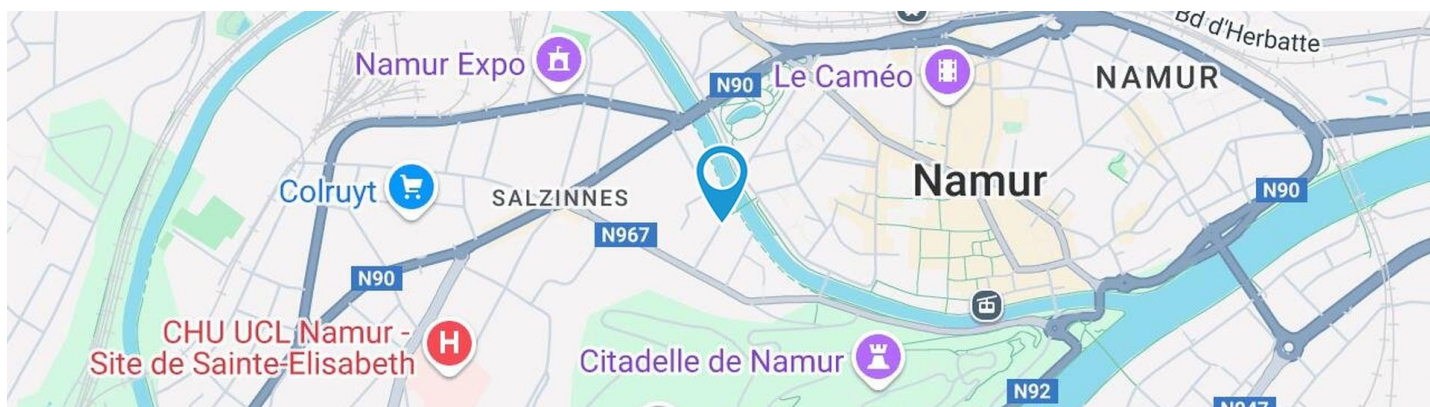 Bd d'Herbatte
Namur Expo
N90
Le Caméo
NAMUR
Colruyt
SALZINNES
Namur
N90
N967
N90
CHU UCL Namur -
Site de Sainte-Elisabeth
H
Citadelle de Namur
N92
N947